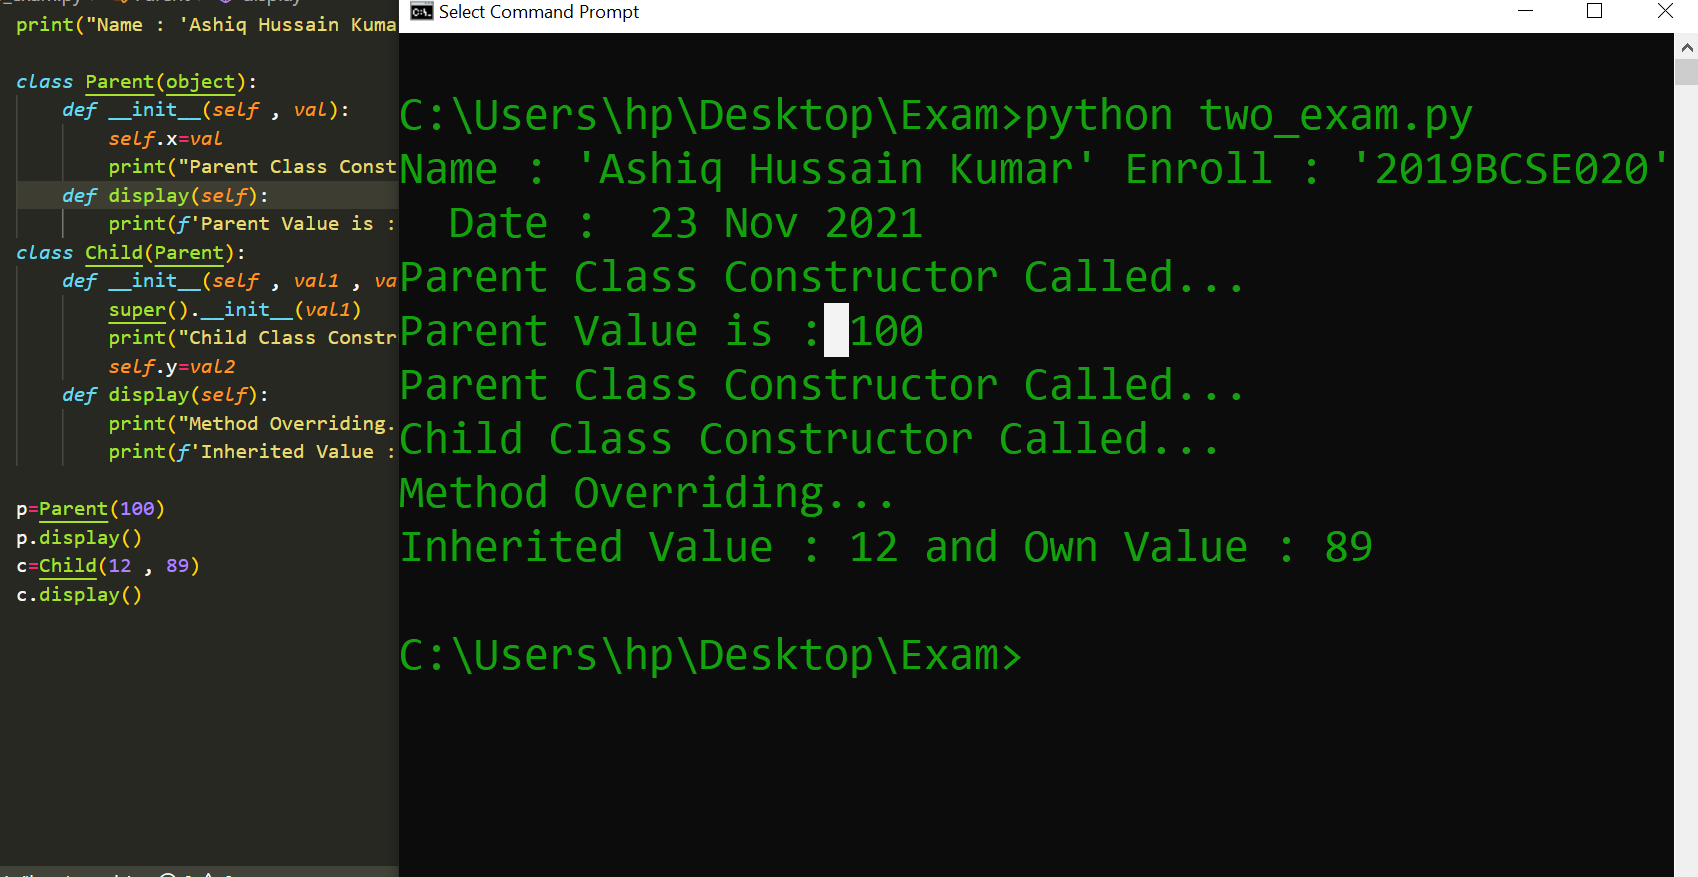 print("Name : 'Ashiq Hussain Kuma
class Parent(object):
def __init__(self , val):
self.x=val
print("Parent Class Const
def display(self):
print(f'Parent Value is :
class Child(Parent):
def __init__(self , val1 , va
super().__init__(val1)
print("Child Class Constr
self.y=val2
def display(self):
print("Method Overriding.
print(f'Inherited Value :
p=Parent(100)
p.display()
c=Child(12 , 89)
c.display()
Select Command Prompt
C:\Users\hp\Desktop\Exam>python two_exam.py
Name : 'Ashiq Hussain Kumar' Enroll : '2019BCSE020'
Date :  23 Nov 2021
Parent Class Constructor Called...
Parent Value is : 100
Parent Class Constructor Called...
Child Class Constructor Called...
Method Overriding...
Inherited Value : 12 and Own Value : 89
C:\Users\hp\Desktop\Exam>